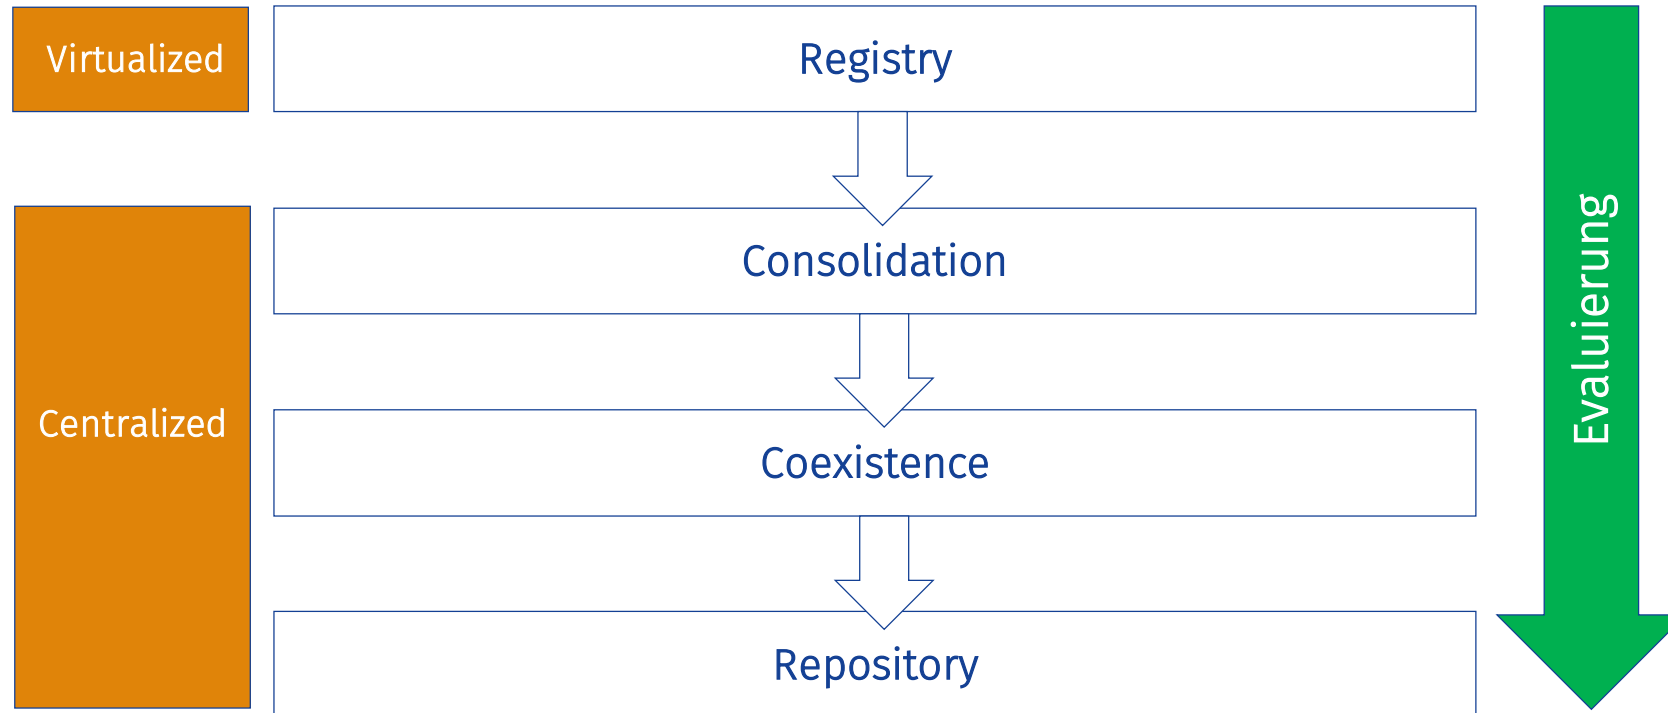 Virtualized
Registry
Consolidation
Centralized
Coexistence
Repository
Evaluierung